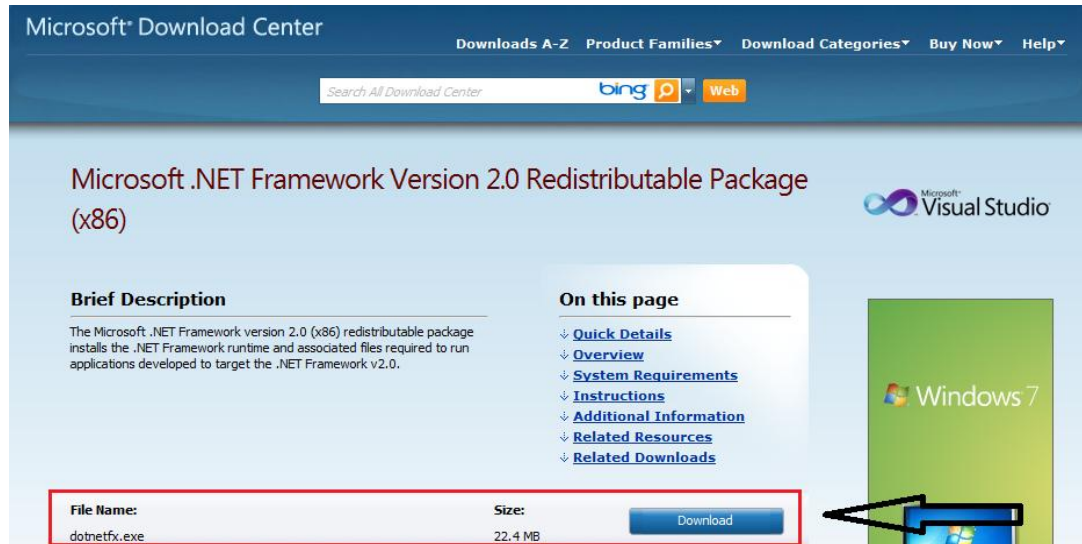 Microsoft® Download Center
Downloads A-Z Product Families Download Categories Buy Now Help
Search All Download Center bing Web
Microsoft .NET Framework Version 2.0 Redistributable Package
(x86)
Microsoft®
Visual Studio®
Brief Description
The Microsoft .NET Framework version 2.0 (x86) redistributable package
installs the .NET Framework runtime and associated files required to run
applications developed to target the .NET Framework v2.0.
On this page
Quick Details
Overview
System Requirements
Instructions
Additional Information
Related Resources
Related Downloads
Windows 7
File Name: Size:
Download
dotnetfx.exe 22.4 MB